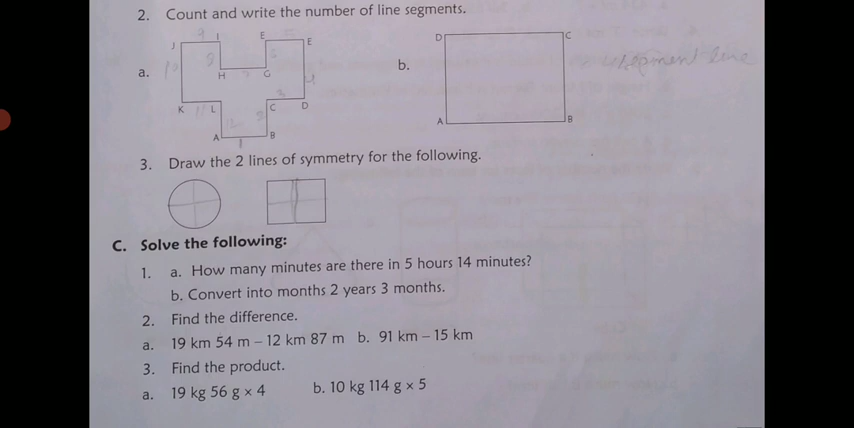 2. Count and write the number of line segments.
a.
J I E E
H G
K L C D
A B
b.
D C
A B
3. Draw the 2 lines of symmetry for the following.
C. Solve the following:
1. a. How many minutes are there in 5 hours 14 minutes?
b. Convert into months 2 years 3 months.
2. Find the difference.
a. 19 km 54 m – 12 km 87 m b. 91 km – 15 km
3. Find the product.
a. 19 kg 56 g × 4 b. 10 kg 114 g × 5